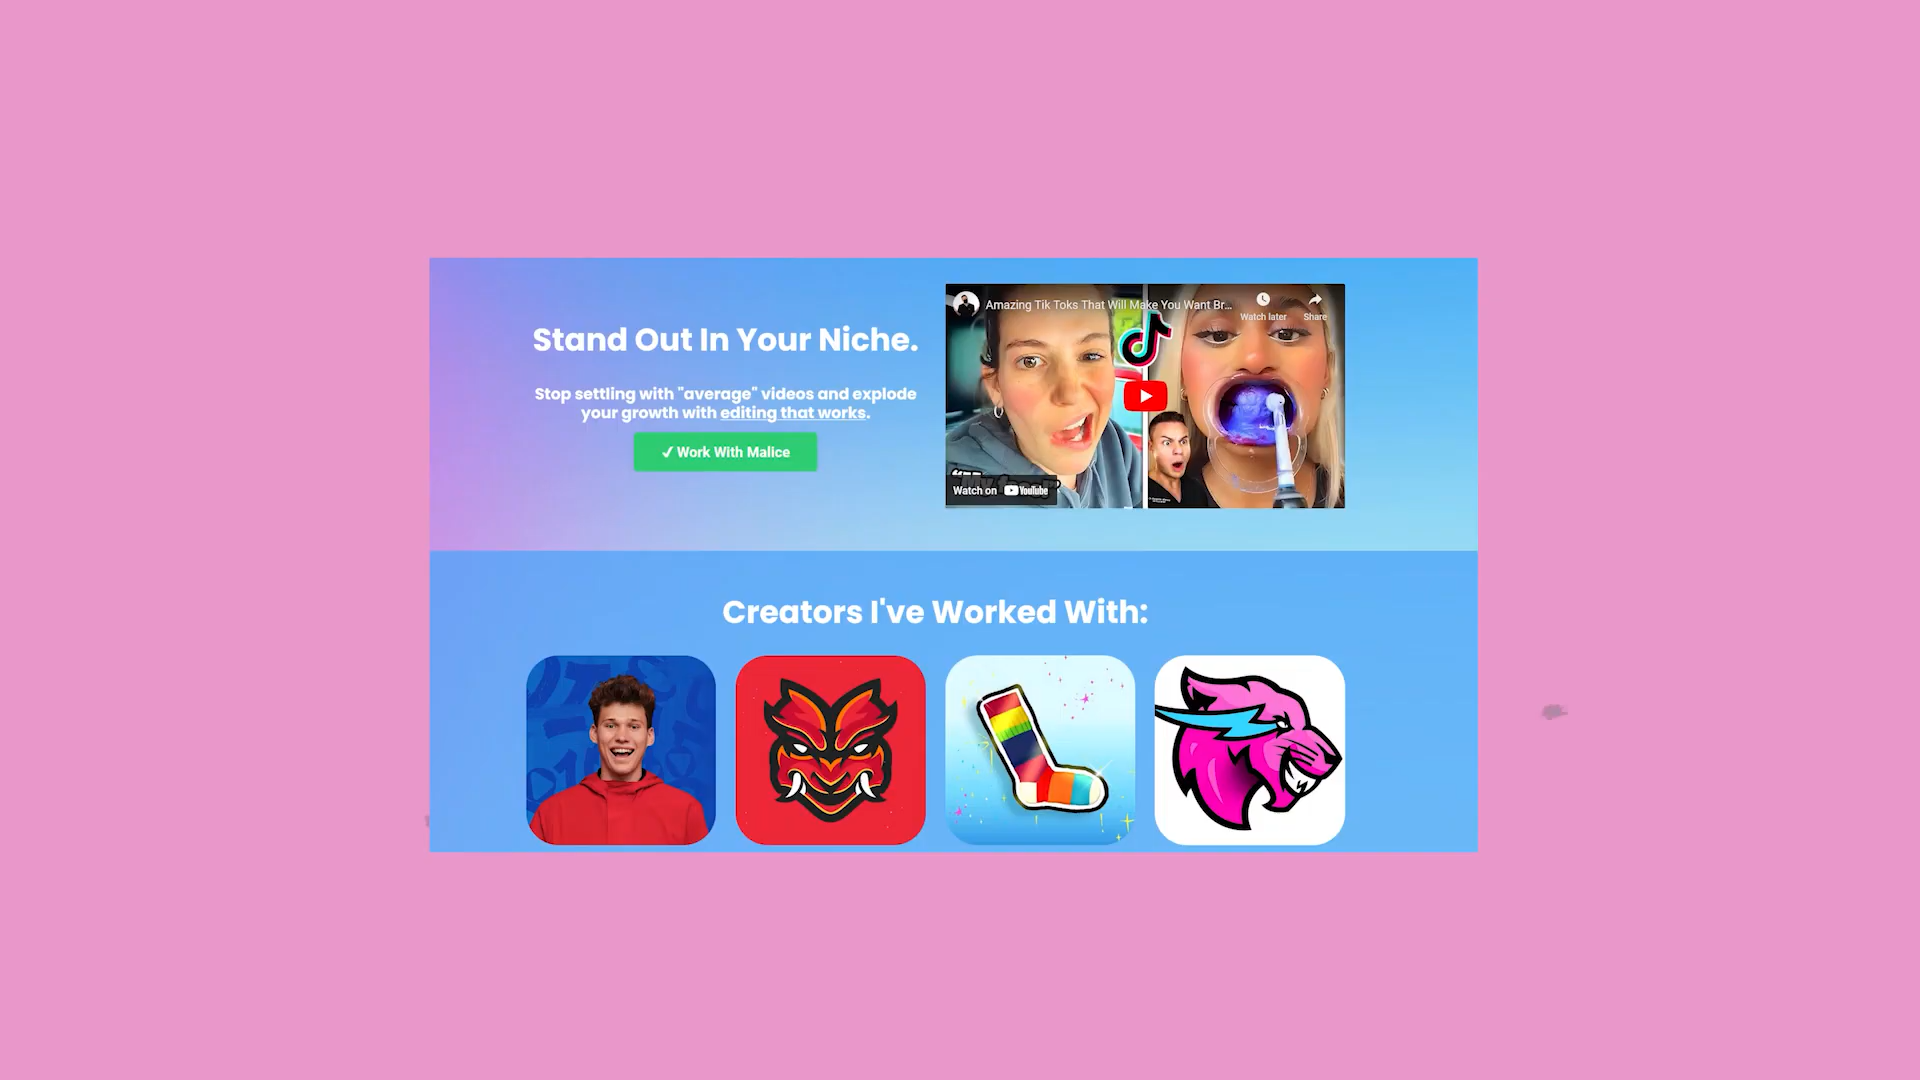 Stand Out In Your Niche.
Stop settling with "average" videos and explode
your growth with editing that works.
✓ Work With Malice
Amazing Tik Toks That Will Make You Want Br...
Watch later
Share
Watch on YouTube
Creators I've Worked With: